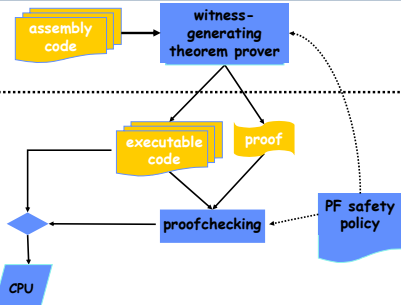 assembly
code
witness-
generating
theorem prover
executable
code
proof
proofchecking
PF safety
policy
CPU